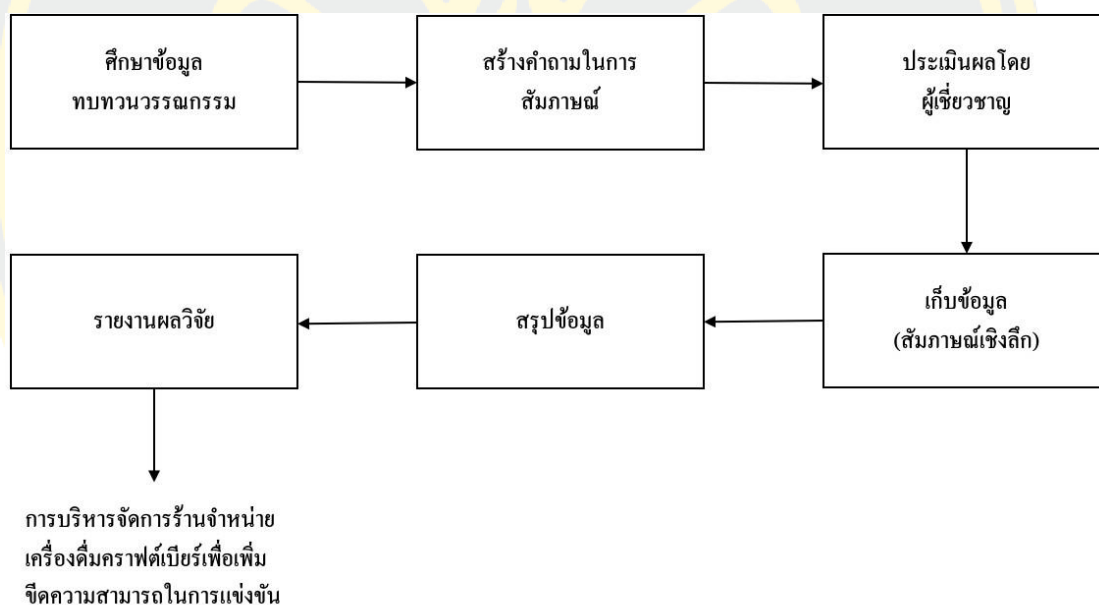 ศึกษาข้อมูล
ทบทวนวรรณกรรม
สร้างคำถามในการ
สัมภาษณ์
ประเมินผลโดย
ผู้เชี่ยวชาญ
เก็บข้อมูล
(สัมภาษณ์เชิงลึก)
สรุปข้อมูล
รายงานผลวิจัย
การบริหารจัดการร้านจำหน่าย
เครื่องดื่มคราฟต์เบียร์เพื่อเพิ่ม
ขีดความสามารถในการแข่งขัน